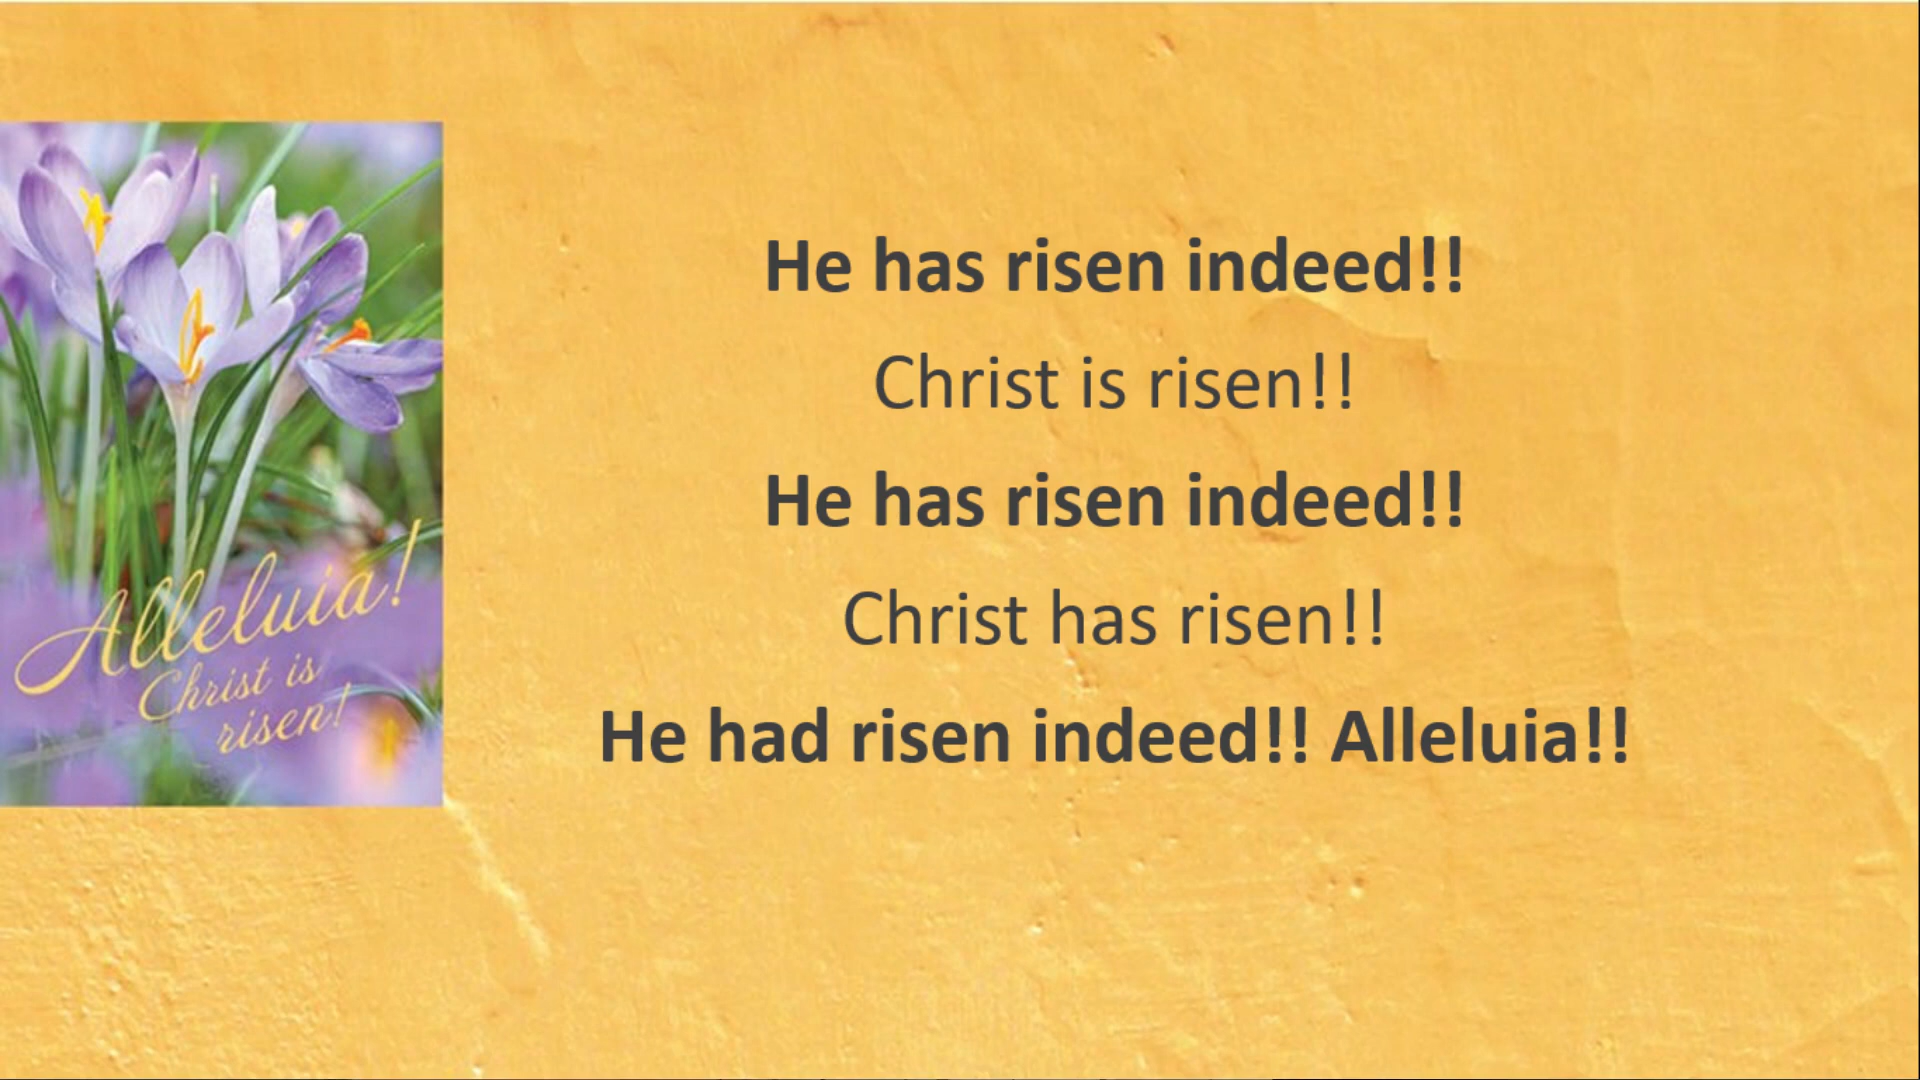 Alleluia!
Christ is
risen!
He has risen indeed!!
Christ is risen!!
He has risen indeed!!
Christ has risen!!
He had risen indeed!! Alleluia!!